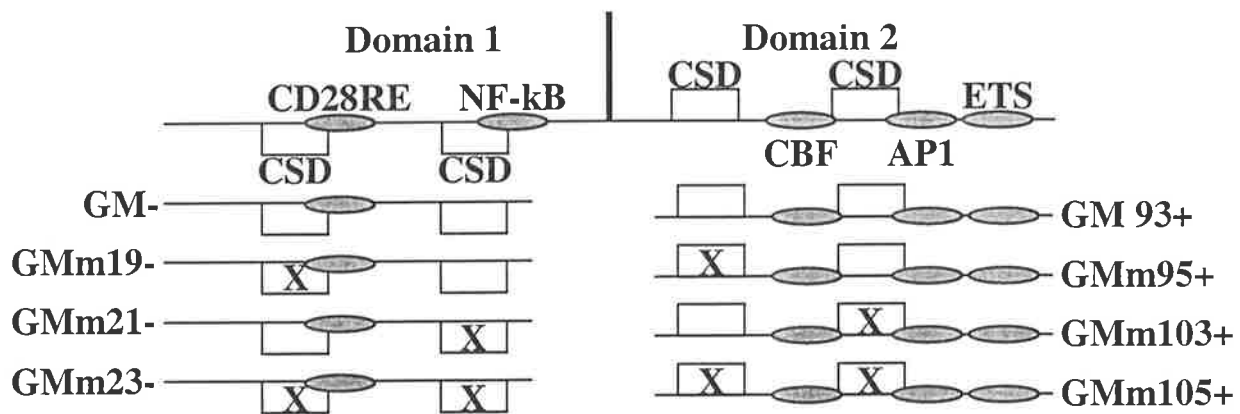 Domain 1 Domain 2
CSD CSD
CD28RE NF-kB ETS
CBF AP1
CSD CSD
GM- GM 93+
GMm19- X X GMm95+
GMm21- X X GMm103+
GMm23- X X X X GMm105+